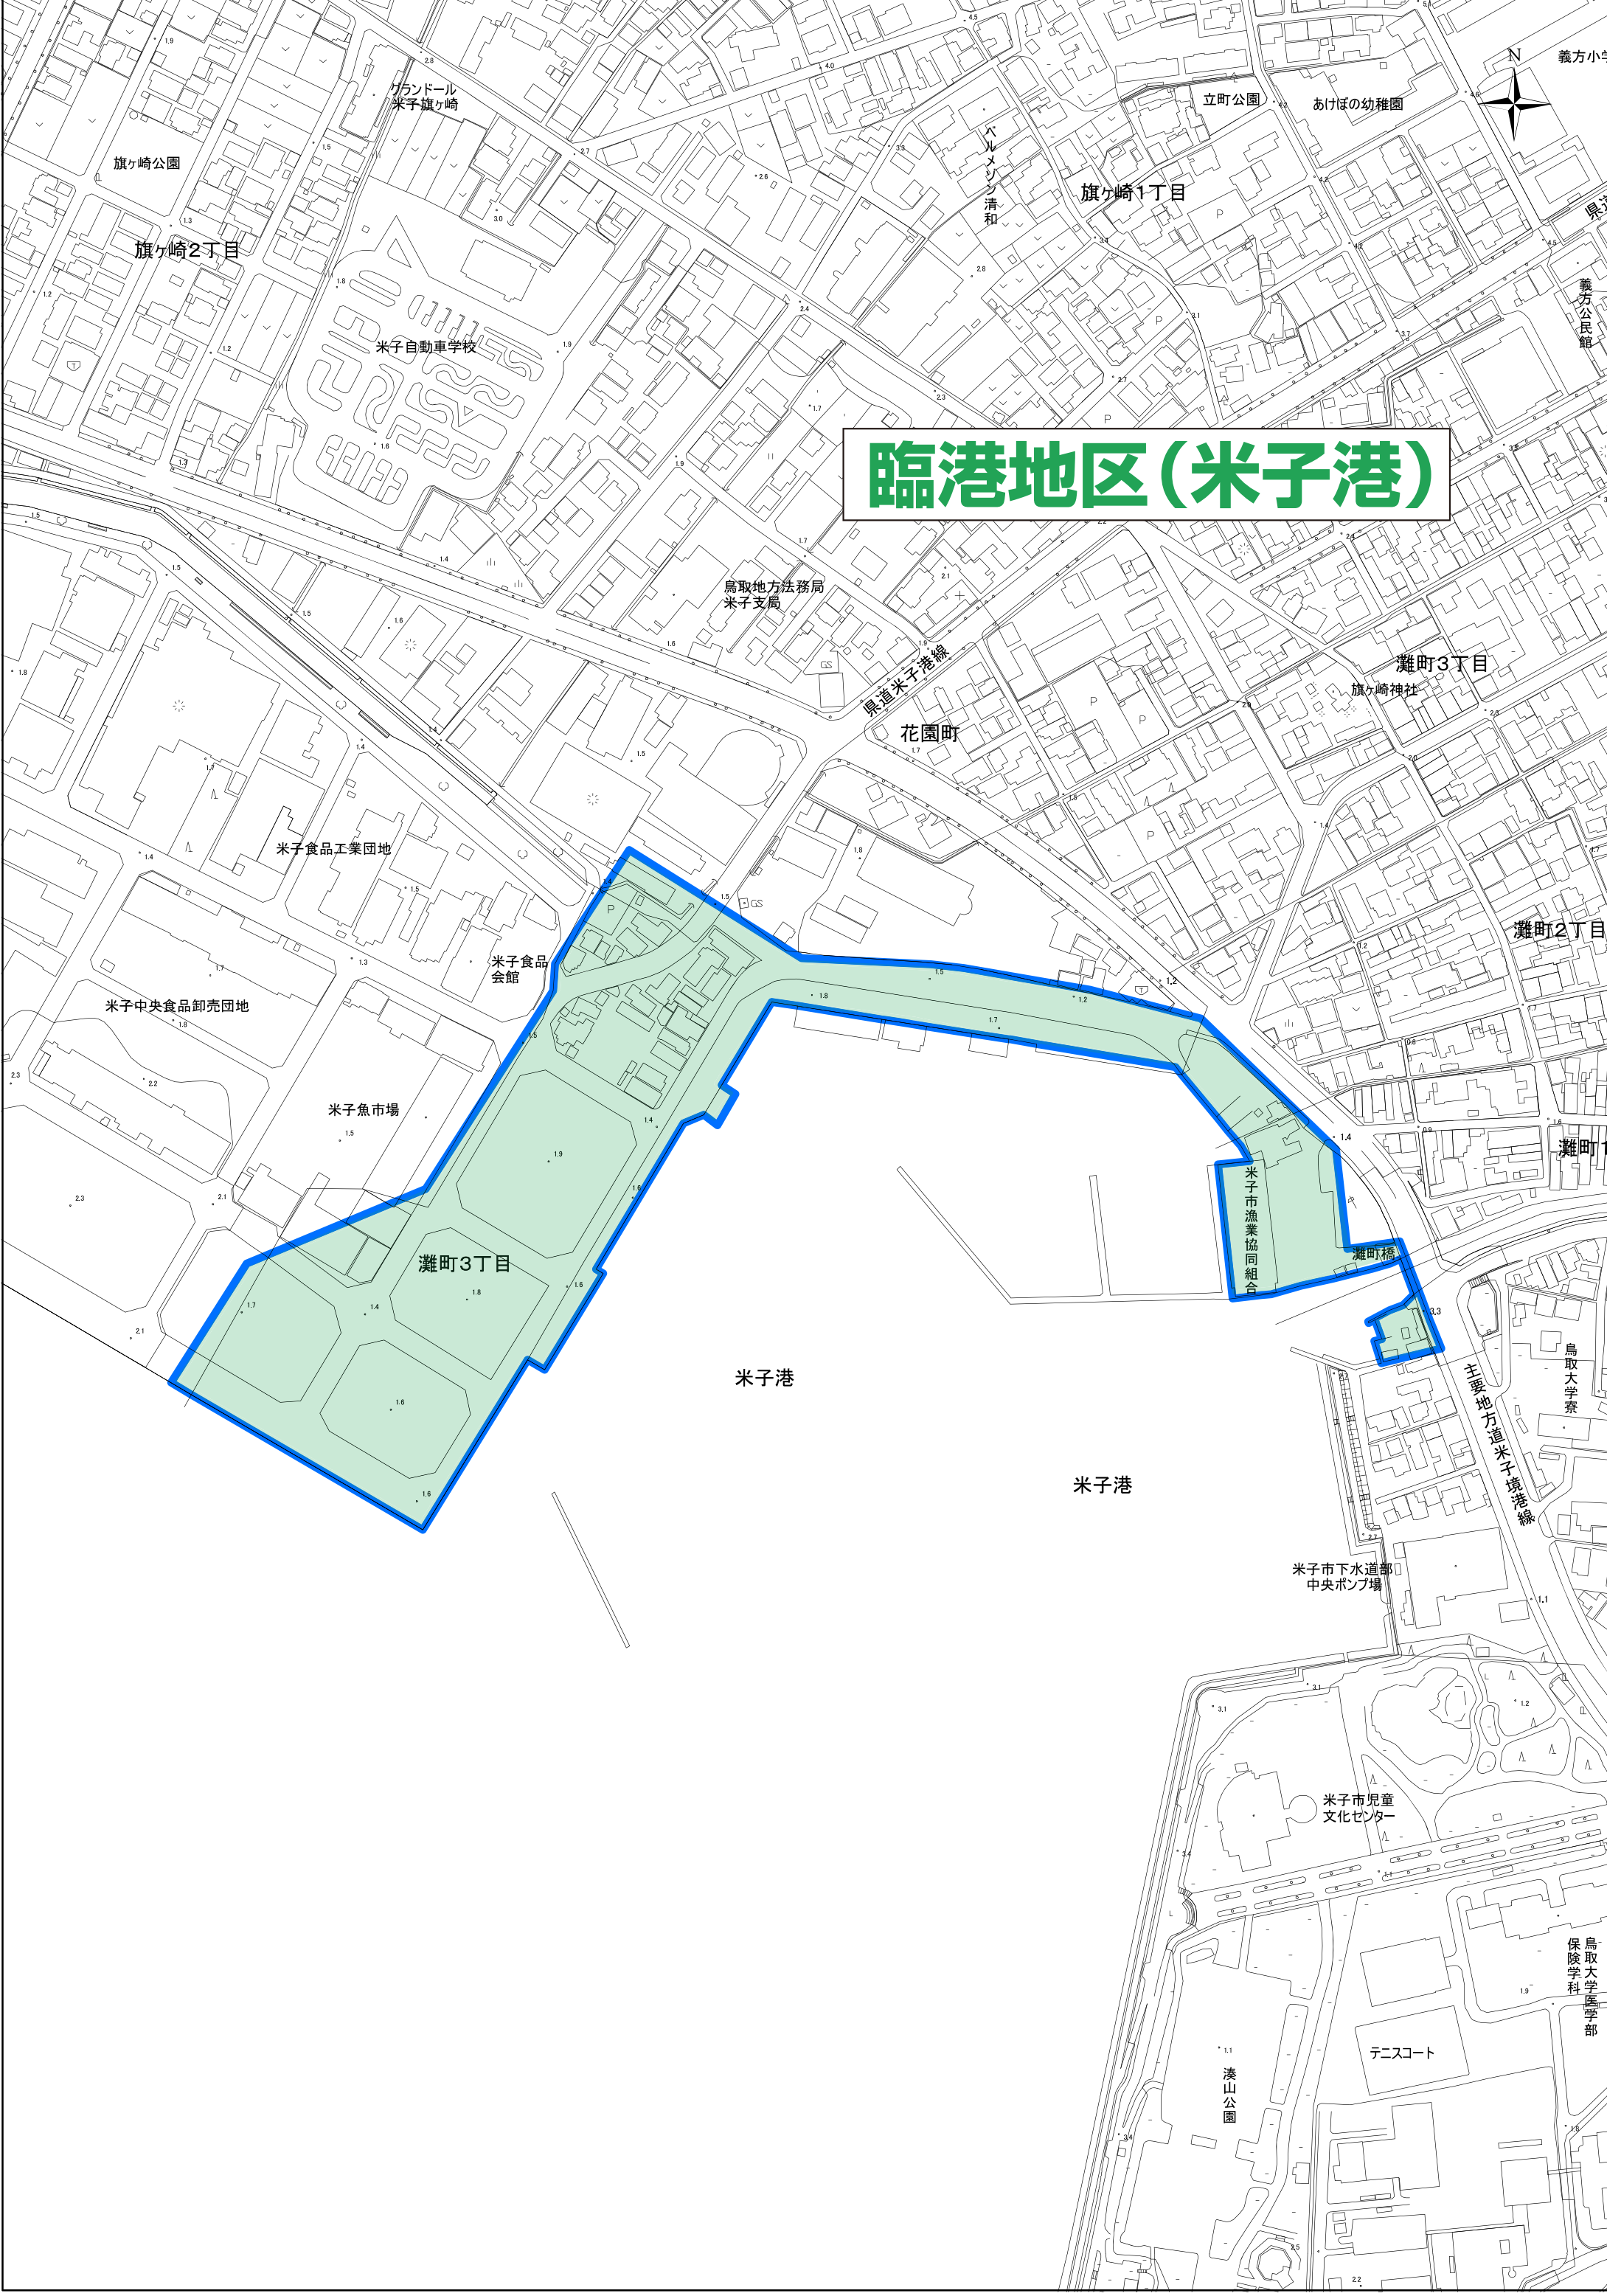 N
義方小学
グランドール
米子旗ヶ崎
立町公園
あけぼの幼稚園
旗ヶ崎公園
ベルメゾン清和
旗ヶ崎1丁目
県道
旗ヶ崎2丁目
義方公民館
米子自動車学校
臨港地区(米子港)
鳥取地方法務局
米子支局
県道米子港線
灘町3丁目
旗ヶ崎神社
花園町
米子食品工業団地
GS
灘町2丁目
米子食品
会館
米子中央食品卸売団地
米子魚市場
灘町1
米子市漁業協同組合
灘町橋
灘町3丁目
鳥取大学寮
米子港
主要地方道米子境港線
米子港
米子市下水道部
中央ポンプ場
米子市児童
文化センター
鳥取大学医学部
保険学科
テニスコート
湊山公園